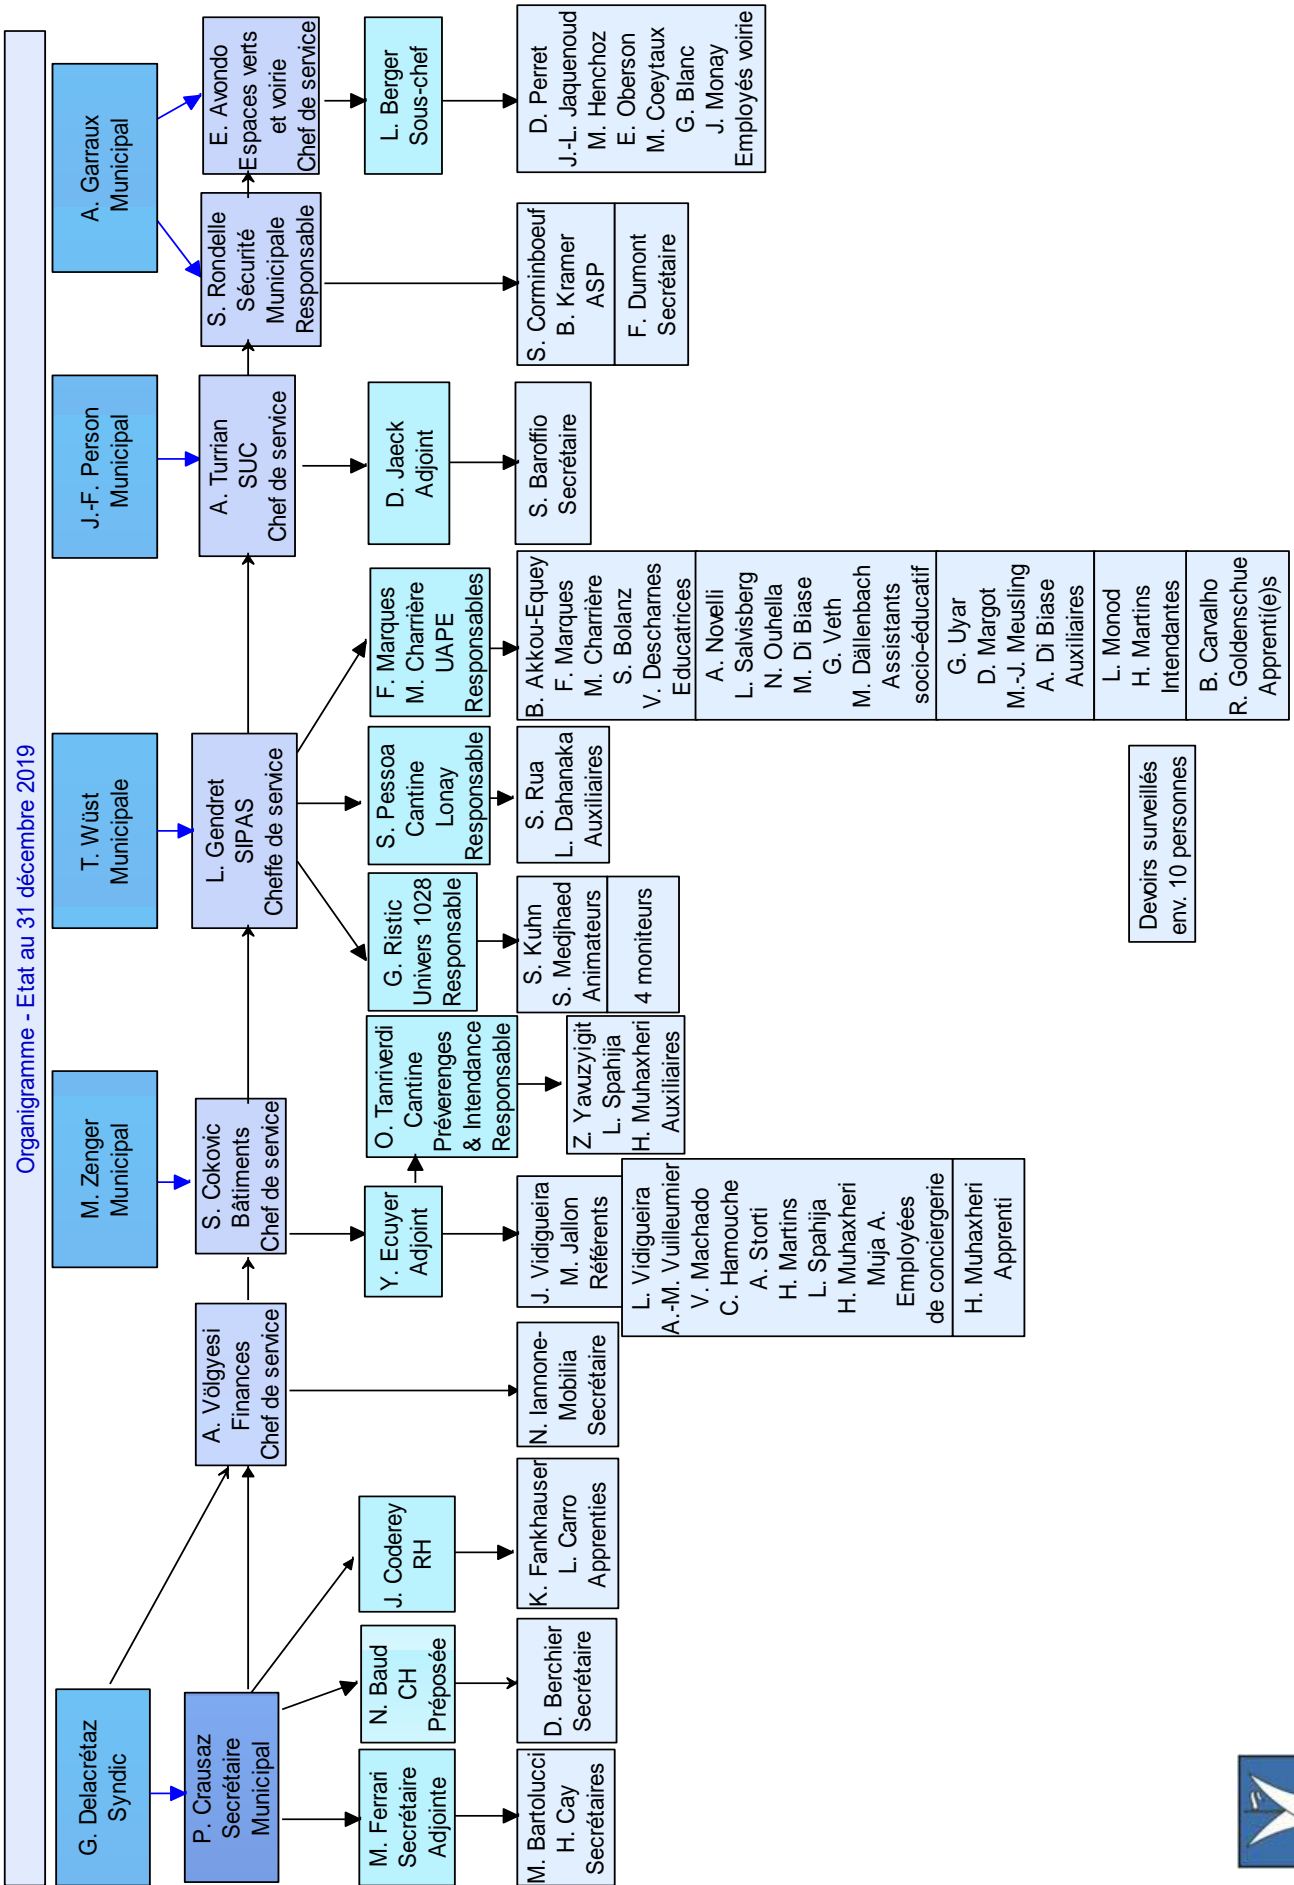 Organigramme - Etat au 31 décembre 2019
G. Delacrétaz
Syndic
M. Zenger
Municipal
T. Wüst
Municipale
J.-F. Person
Municipal
A. Garraux
Municipal
P. Crausaz
Secrétaire
Municipal
A. Völgyesi
Finances
Chef de service
S. Cokovic
Bâtiments
Chef de service
L. Gendret
SIPAS
Cheffe de service
A. Turrian
SUC
Chef de service
S. Rondelle
Sécurité
Municipale
Responsable
E. Avondo
Espaces verts
et voirie
Chef de service
M. Ferrari
Secrétaire
Adjointe
N. Baud
CH
Préposée
J. Coderey
RH
Y. Ecuyer
Adjoint
O. Tanriverdi
Cantine
Préverenges
& Intendance
Responsable
G. Ristic
Univers 1028
Responsable
S. Pessoa
Cantine
Lonay
Responsable
F. Marques
M. Charrière
UAPE
Responsables
D. Jaeck
Adjoint
L. Berger
Sous-chef
M. Bartolucci
H. Cay
Secrétaires
D. Berchier
Secrétaire
K. Fankhauser
L. Carro
Apprenties
N. Iannone-
Mobilia
Secrétaire
J. Vidigueira
M. Jallon
Référents
L. Vidigueira
A.-M. Vuilleumier
V. Machado
C. Hamouche
A. Storti
H. Martins
L. Spahija
H. Muhaxheri
Muja A.
Employées
de conciergerie
H. Muhaxheri
Apprenti
Z. Yavuzyigit
L. Spahija
H. Muhaxheri
Auxiliaires
S. Kuhn
S. Medjhaed
Animateurs
4 moniteurs
S. Rua
L. Dahanaka
Auxiliaires
B. Akkou-Equey
F. Marques
M. Charrière
S. Bolanz
V. Descharnes
Educatrices
A. Novelli
L. Salvisberg
N. Ouhella
M. Di Biase
G. Veth
M. Dällenbach
Assistants
socio-éducatif
G. Uyar
D. Margot
M.-J. Meusling
A. Di Biase
Auxiliaires
L. Monod
H. Martins
Intendantes
B. Carvalho
R. Goldenschue
Apprenti(e)s
S. Baroffio
Secrétaire
S. Corminboeuf
B. Kramer
ASP
F. Dumont
Secrétaire
D. Perret
J.-L. Jaquenoud
M. Henchoz
E. Oberson
M. Coeytaux
G. Blanc
J. Monay
Employés voirie
Devoirs surveillés
env. 10 personnes